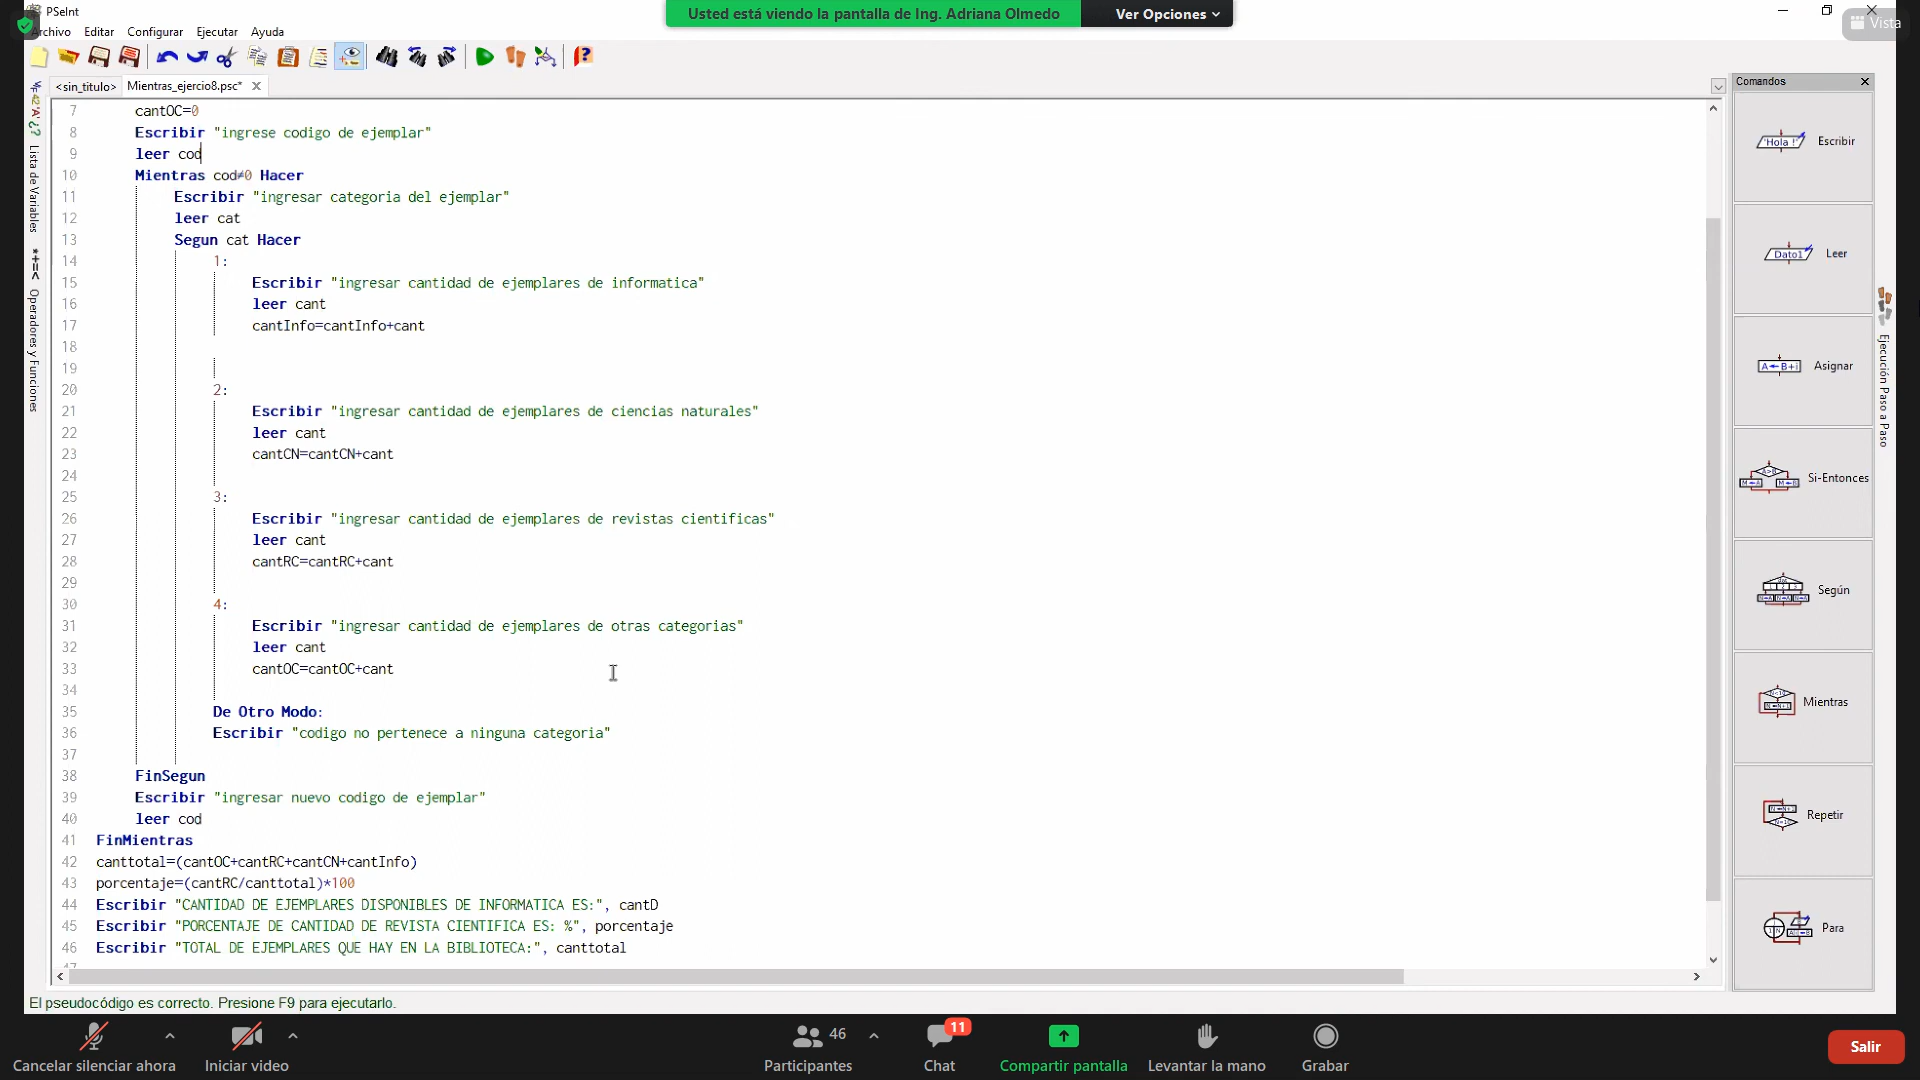 PSeInt
Usted está viendo la pantalla de Ing. Adriana Olmedo
Ver Opciones
Vista
Archivo Editar Configurar Ejecutar Ayuda
<sin_titulo> Mientras_ejercio8.psc*
Comandos
7 cantOC=0
8 Escribir "ingrese codigo de ejemplar"
9 leer cod
10 Mientras cod≠0 Hacer
11 Escribir "ingresar categoria del ejemplar"
12 leer cat
13 Segun cat Hacer
14 1:
15 Escribir "ingresar cantidad de ejemplares de informatica"
16 leer cant
17 cantInfo=cantInfo+cant
18
19
20 2:
21 Escribir "ingresar cantidad de ejemplares de ciencias naturales"
22 leer cant
23 cantCN=cantCN+cant
24
25 3:
26 Escribir "ingresar cantidad de ejemplares de revistas cientificas"
27 leer cant
28 cantRC=cantRC+cant
29
30 4:
31 Escribir "ingresar cantidad de ejemplares de otras categorias"
32 leer cant
33 cantOC=cantOC+cant
34
35 De Otro Modo:
36 Escribir "codigo no pertenece a ninguna categoria"
37
38 FinSegun
39 Escribir "ingresar nuevo codigo de ejemplar"
40 leer cod
41 FinMientras
42 canttotal=(cantOC+cantRC+cantCN+cantInfo)
43 porcentaje=(cantRC/canttotal)*100
44 Escribir "CANTIDAD DE EJEMPLARES DISPONIBLES DE INFORMATICA ES:", cantD
45 Escribir "PORCENTAJE DE CANTIDAD DE REVISTA CIENTIFICA ES: %", porcentaje
46 Escribir "TOTAL DE EJEMPLARES QUE HAY EN LA BIBLIOTECA:", canttotal
47
Lista de Variables
*+=< Operadores y Funciones
'Hola !' Escribir
Dato1 Leer
A←B+i Asignar
Si-Entonces
Según
Mientras
Repetir
Para
Ejecución Paso a Paso
El pseudocódigo es correcto. Presione F9 para ejecutarlo.
46
11
Cancelar silenciar ahora
Iniciar video
Participantes
Chat
Compartir pantalla
Levantar la mano
Grabar
Salir